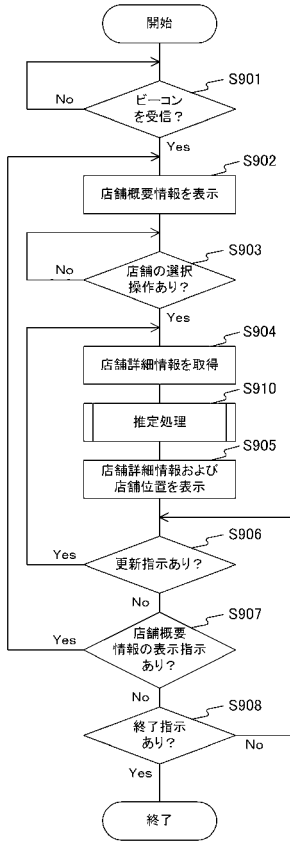 開始
S901
ビーコン
を受信？
No
Yes
S902
店舗概要情報を表示
S903
店舗の選択
操作あり？
No
Yes
S904
店舗詳細情報を取得
S910
推定処理
S905
店舗詳細情報および
店舗位置を表示
S906
更新指示あり？
Yes
No
S907
店舗概要
情報の表示指示
あり？
Yes
No
S908
終了指示
あり？
No
Yes
終了